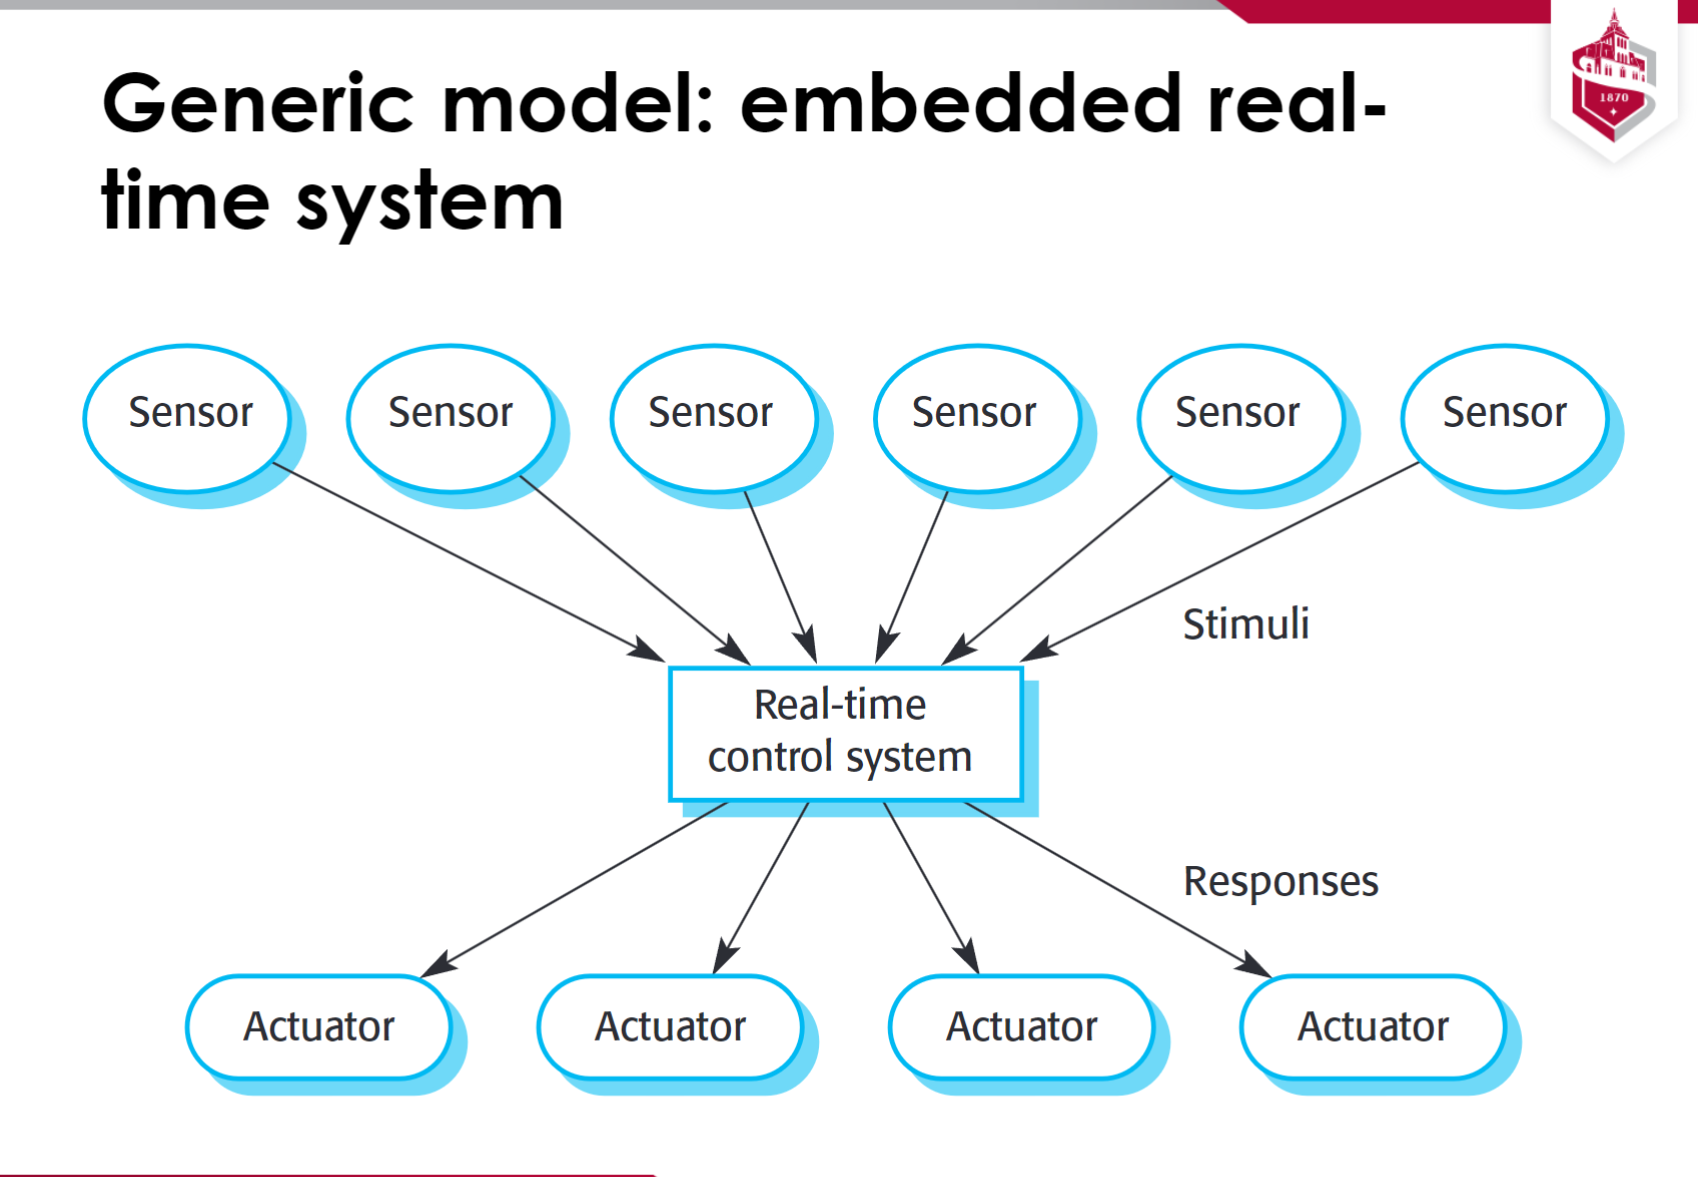 Generic model: embedded real-
time system
1870
Sensor
Sensor
Sensor
Sensor
Sensor
Sensor
Stimuli
Real-time
control system
Responses
Actuator
Actuator
Actuator
Actuator